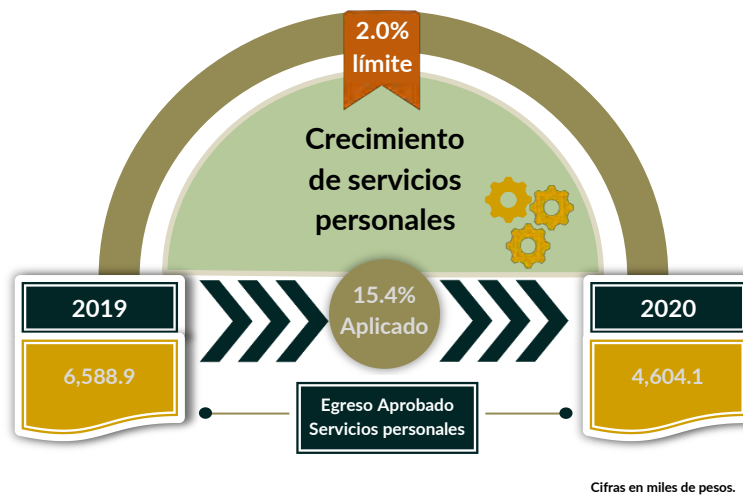 2.0%
límite
Crecimiento
de servicios
personales
2019
15.4%
Aplicado
2020
6,588.9
4,604.1
Egreso Aprobado
Servicios personales
Cifras en miles de pesos.